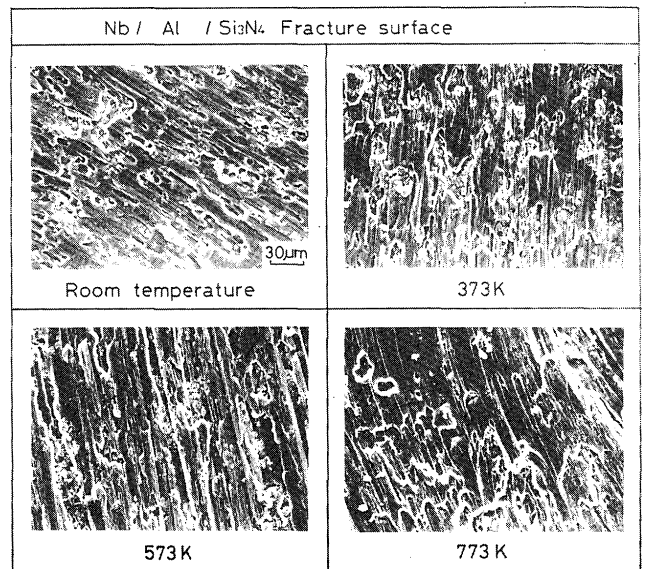 Nb / Al / Si₃N₄ Fracture surface
30μm
Room temperature
373K
573K
773K